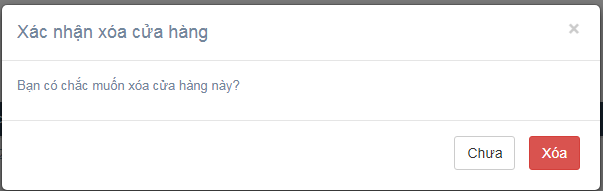 Xác nhận xóa cửa hàng
×
Bạn có chắc muốn xóa cửa hàng này?
Chưa Xóa